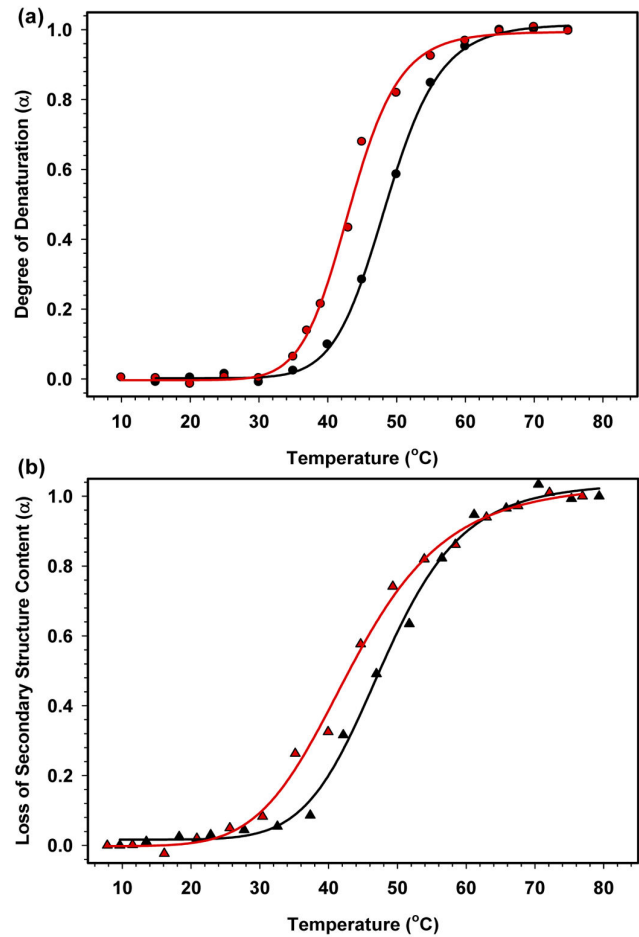 (a)
Degree of Denaturation (α)
1.0
0.8
0.6
0.4
0.2
0.0
10 20 30 40 50 60 70 80
Temperature (°C)
(b)
Loss of Secondary Structure Content (α)
1.0
0.8
0.6
0.4
0.2
0.0
10 20 30 40 50 60 70 80
Temperature (°C)